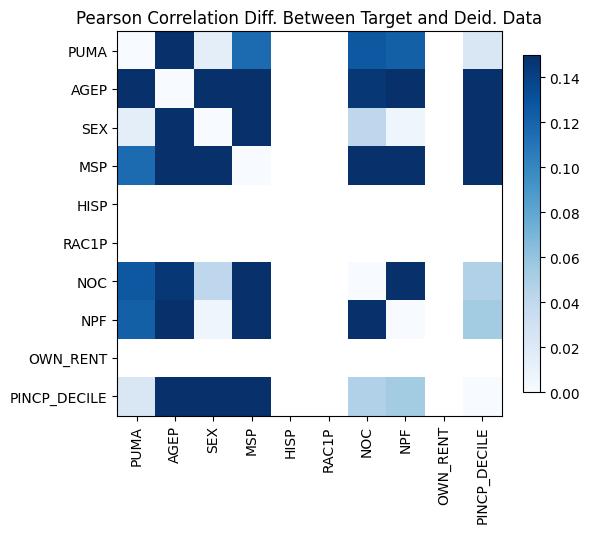 Pearson Correlation Diff. Between Target and Deid. Data
PUMA
AGEP
SEX
MSP
HISP
RAC1P
NOC
NPF
OWN_RENT
PINCP_DECILE
PUMA
AGEP
SEX
MSP
HISP
RAC1P
NOC
NPF
OWN_RENT
PINCP_DECILE
0.14
0.12
0.10
0.08
0.06
0.04
0.02
0.00